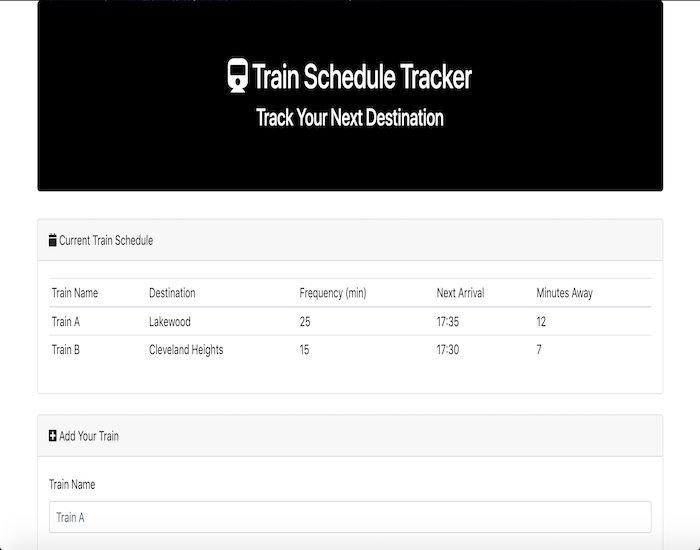 Train Schedule Tracker
Track Your Next Destination
Current Train Schedule
Train Name Destination Frequency (min) Next Arrival Minutes Away
Train A Lakewood 25 17:35 12
Train B Cleveland Heights 15 17:30 7
Add Your Train
Train Name
Train A